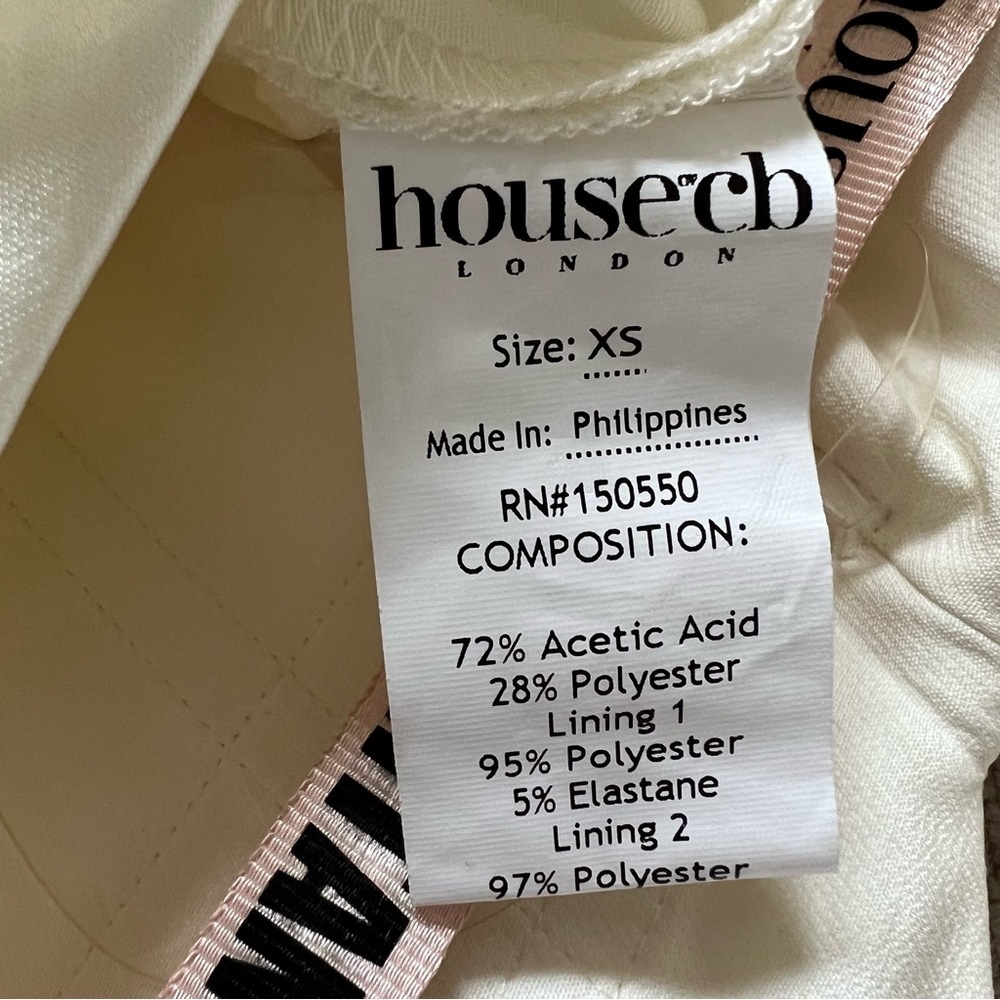 house OF cb
LONDON
Size: XS
Made In: Philippines
RN#150550
COMPOSITION:
72% Acetic Acid
28% Polyester
Lining 1
95% Polyester
5% Elastane
Lining 2
97% Polyester